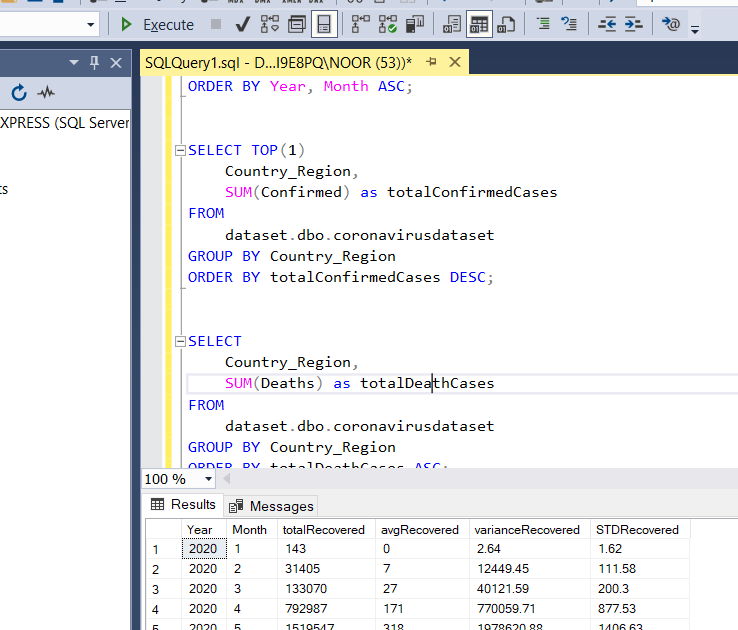 MDX DMX XMLA DAX
Execute
SQLQuery1.sql - D...I9E8PQ\NOOR (53))*
ORDER BY Year, Month ASC;
XPRESS (SQL Server
ts
SELECT TOP(1)
Country_Region,
SUM(Confirmed) as totalConfirmedCases
FROM
dataset.dbo.coronavirusdataset
GROUP BY Country_Region
ORDER BY totalConfirmedCases DESC;
SELECT
Country_Region,
SUM(Deaths) as totalDeathCases
FROM
dataset.dbo.coronavirusdataset
GROUP BY Country_Region
ORDER BY totalDeathCases ASC;
100 %
Results Messages
Year Month totalRecovered avgRecovered varianceRecovered STDRecovered
1 2020 1 143 0 2.64 1.62
2 2020 2 31405 7 12449.45 111.58
3 2020 3 133070 27 40121.59 200.3
4 2020 4 792987 171 770059.71 877.53
5 2020 5 1519547 318 1978620.88 1406.63